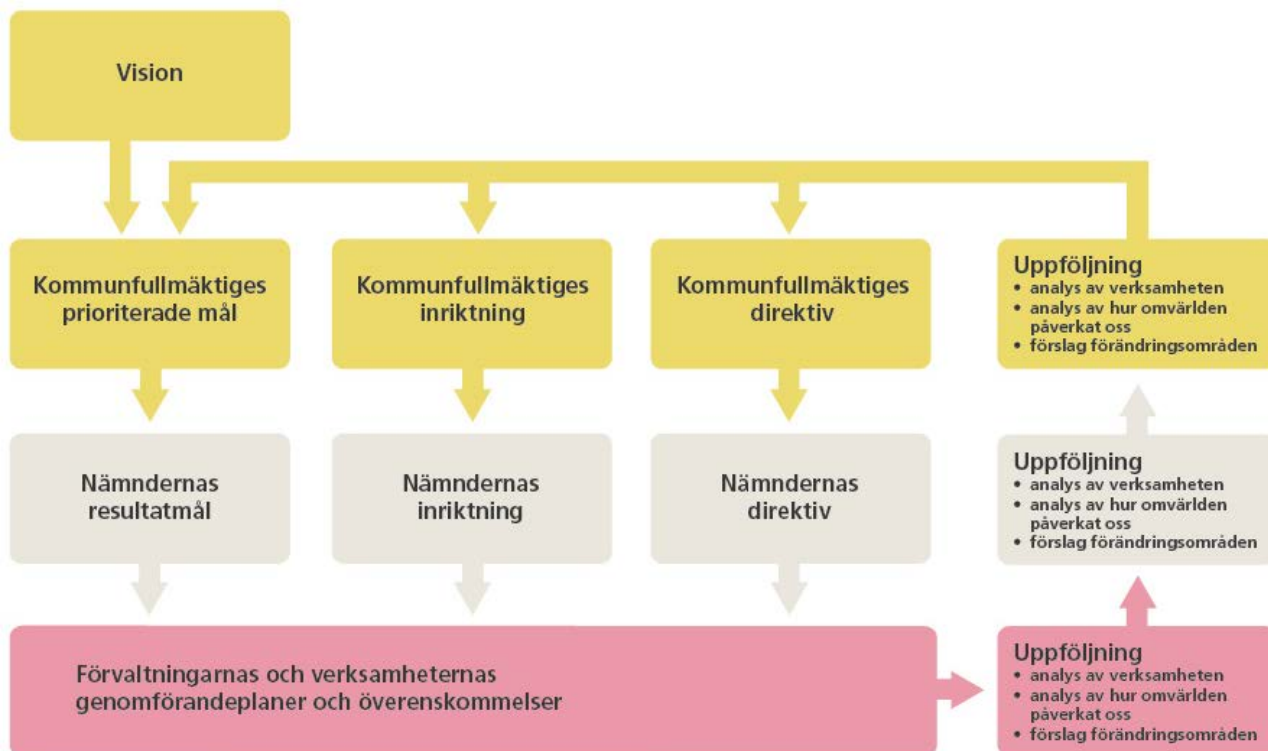 Vision
Kommunfullmäktiges
prioriterade mål
Kommunfullmäktiges
inriktning
Kommunfullmäktiges
direktiv
Uppföljning
• analys av verksamheten
• analys av hur omvärlden
påverkat oss
• förslag förändringsområden
Nämndernas
resultatmål
Nämndernas
inriktning
Nämndernas
direktiv
Uppföljning
• analys av verksamheten
• analys av hur omvärlden
påverkat oss
• förslag förändringsområden
Förvaltningarnas och verksamheternas
genomförandeplaner och överenskommelser
Uppföljning
• analys av verksamheten
• analys av hur omvärlden
påverkat oss
• förslag förändringsområden